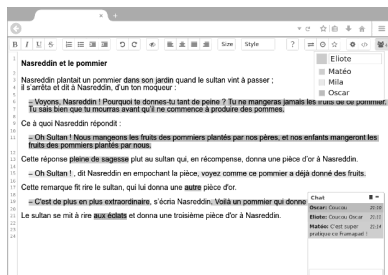 Size Style ?
Eliote
Matéo
Mila
Oscar
Nasreddin et le pommier
Nasreddin plantait un pommier dans son jardin quand le sultan vint à passer ;
il s'arrêta et dit à Nasreddin, d'un ton moqueur :
– Voyons, Nasreddin ! Pourquoi te donnes-tu tant de peine ? Tu ne mangeras jamais les fruits de ce pommier.
Tu sais bien que tu mourras avant qu'il ne commence à produire des pommes.
Ce à quoi Nasreddin répondit :
– Oh Sultan ! Nous mangeons les fruits des pommiers plantés par nos pères, et nos enfants mangeront les
fruits des pommiers plantés par nous.
Cette réponse pleine de sagesse plut au sultan qui, en récompense, donna une pièce d'or à Nasreddin.
– Oh Sultan ! , dit Nasreddin en empochant la pièce, voyez comme ce pommier a déjà donné des fruits.
Cette remarque fit rire le sultan, qui lui donna une autre pièce d'or.
– C'est de plus en plus extraordinaire, s'écria Nasreddin. Voilà un pommier qui donne
Le sultan se mit à rire aux éclats et donna une troisième pièce d'or à Nasreddin.
Chat
Oscar: Coucou
Eliote: Coucou Oscar
Matéo: C'est super
pratique ce Framapad !